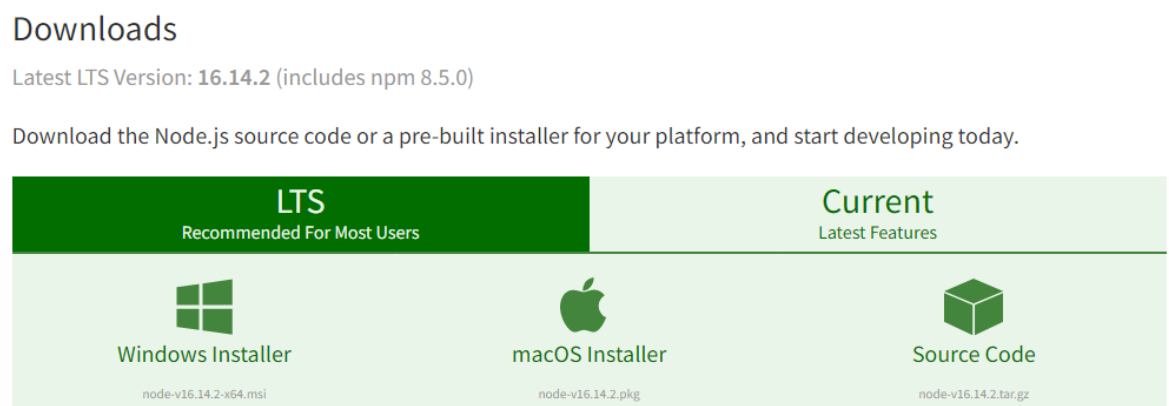 Downloads
Latest LTS Version: 16.14.2 (includes npm 8.5.0)
Download the Node.js source code or a pre-built installer for your platform, and start developing today.
LTS
Recommended For Most Users
Current
Latest Features
Windows Installer
node-v16.14.2-x64.msi
macOS Installer
node-v16.14.2.pkg
Source Code
node-v16.14.2.tar.gz